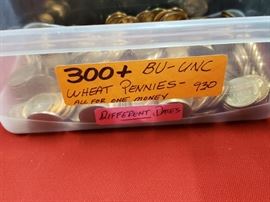 300+ BU-UNC
WHEAT PENNIES- 930
ALL FOR ONE MONEY
DIFFERENT DATES